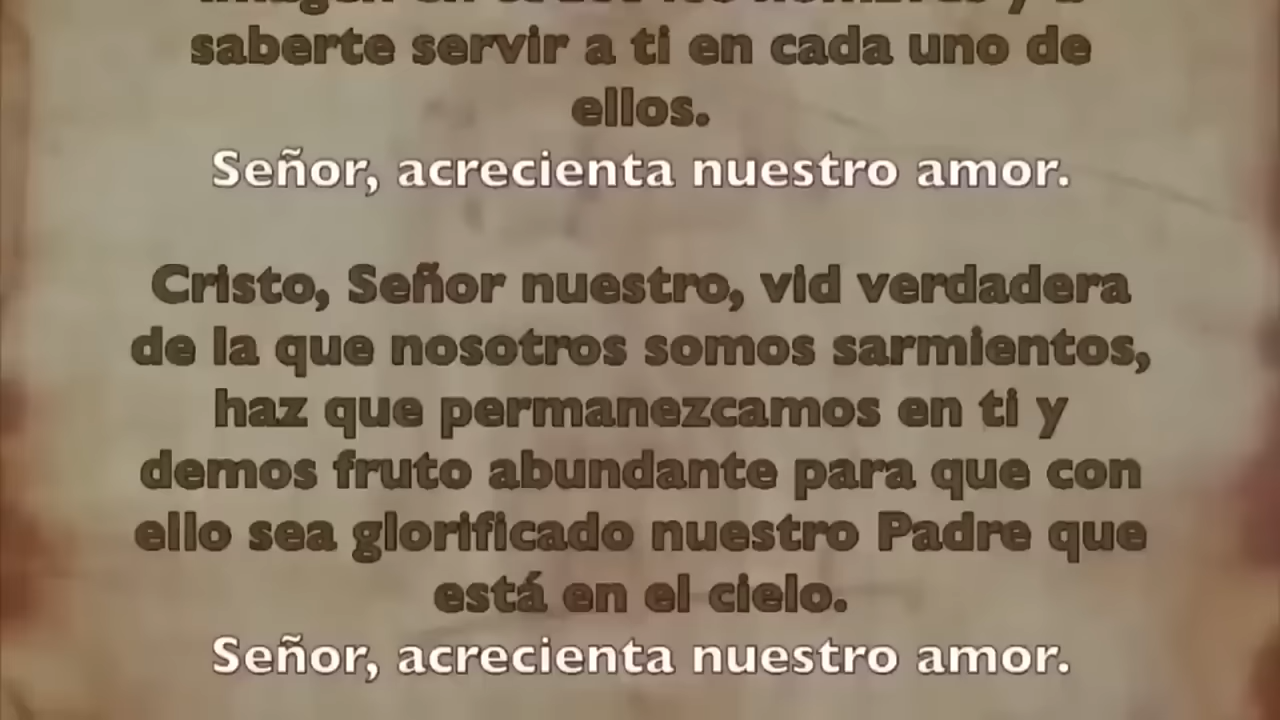 saberte servir a ti en cada uno de
ellos.
Señor, acrecienta nuestro amor.
Cristo, Señor nuestro, vid verdadera
de la que nosotros somos sarmientos,
haz que permanezcamos en ti y
demos fruto abundante para que con
ello sea glorificado nuestro Padre que
está en el cielo.
Señor, acrecienta nuestro amor.